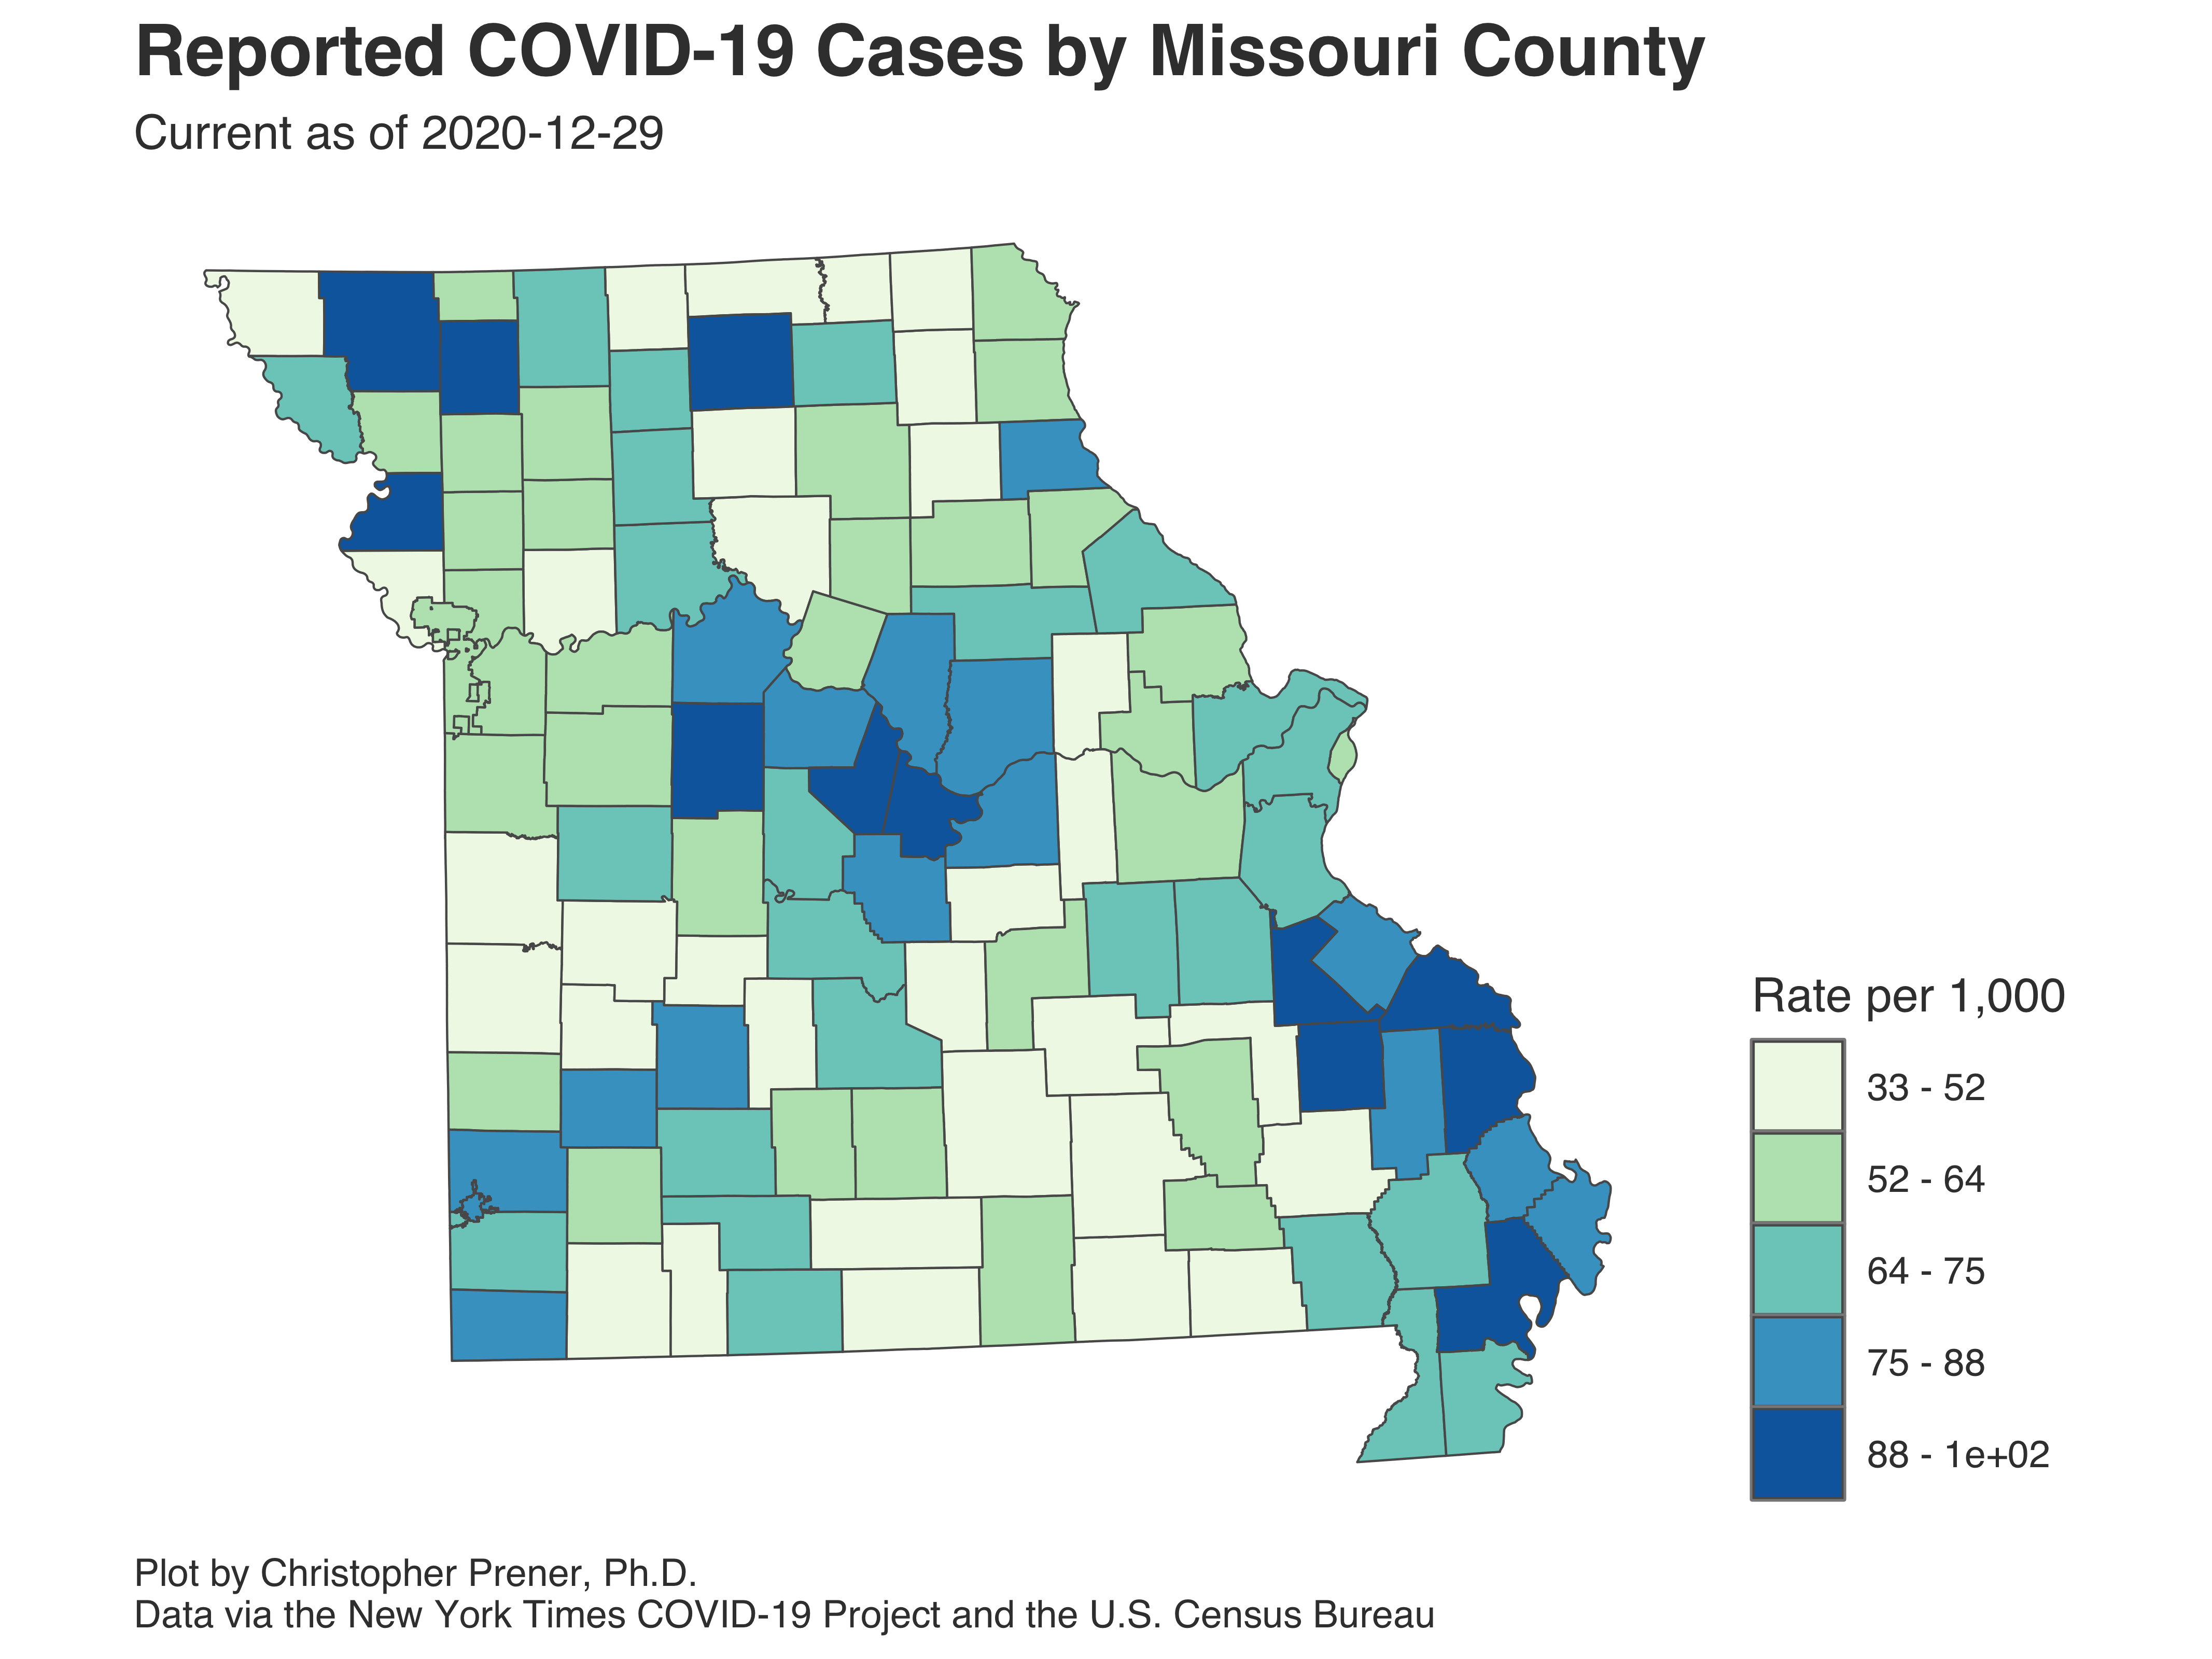 Reported COVID-19 Cases by Missouri County
Current as of 2020-12-29
Rate per 1,000
33 - 52
52 - 64
64 - 75
75 - 88
88 - 1e+02
Plot by Christopher Prener, Ph.D.
Data via the New York Times COVID-19 Project and the U.S. Census Bureau